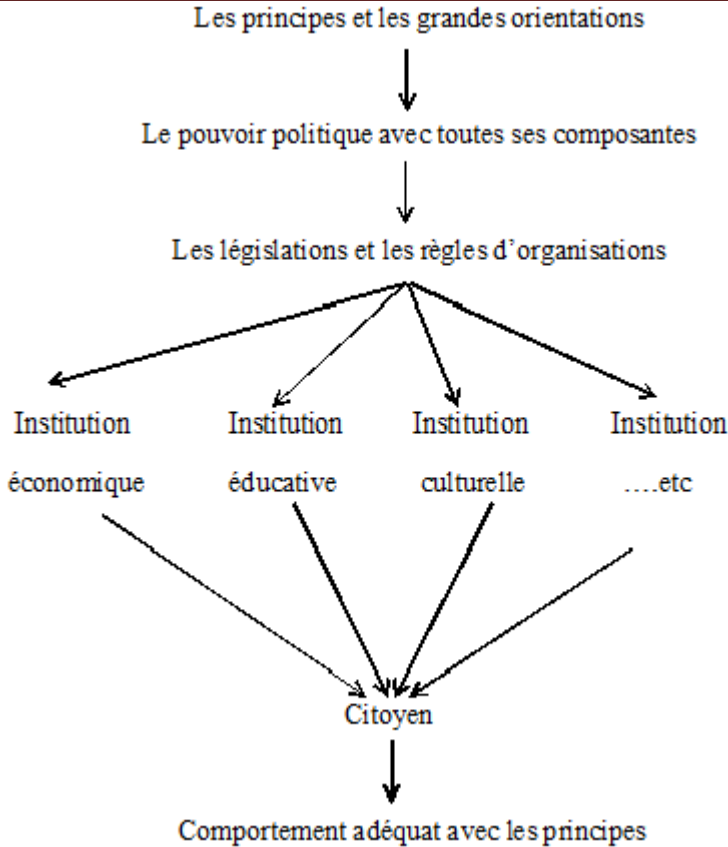 Les principes et les grandes orientations
Le pouvoir politique avec toutes ses composantes
Les législations et les règles d'organisations
Institution Institution Institution Institution
économique éducative culturelle ….etc
Citoyen
Comportement adéquat avec les principes